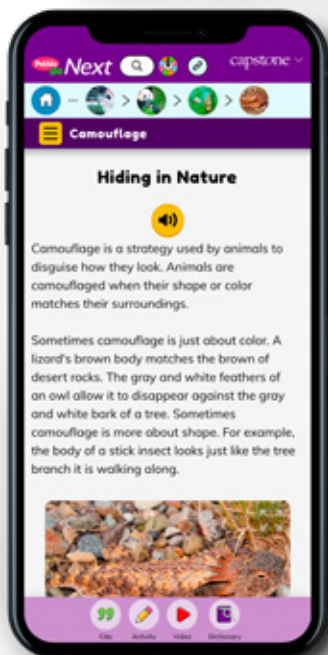 Pebble Go Next
capstone
Camouflage
Hiding in Nature
Camouflage is a strategy used by animals to
disguise how they look. Animals are
camouflaged when their shape or color
matches their surroundings.
Sometimes camouflage is just about color. A
lizard's brown body matches the brown of
desert rocks. The gray and white feathers of
an owl allow it to disappear against the gray
and white bark of a tree. Sometimes
camouflage is more about shape. For example,
the body of a stick insect looks just like the tree
branch it is walking along.
Cite Activity Video Dictionary